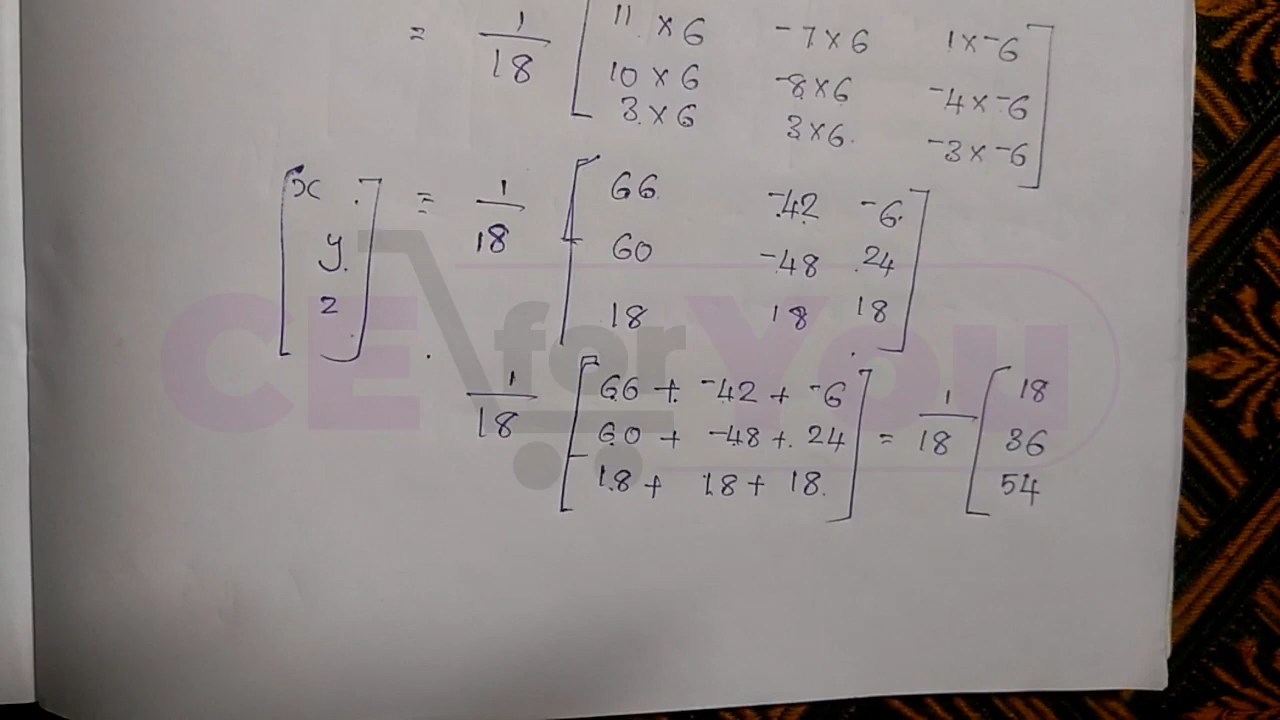 = 1/18 [ 11 × 6 -7 × 6 1 × -6 ]
10 × 6 -8 × 6 -4 × -6
3 × 6 3 × 6 -3 × -6
[ x y z ] = 1/18 [ 66 -42 -6 ]
60 -48 24
18 18 18
1/18 [ 66 + -42 + -6 ] = 1/18 [ 18
60 + -48 + 24 36
18 + 18 + 18 54
CE for You